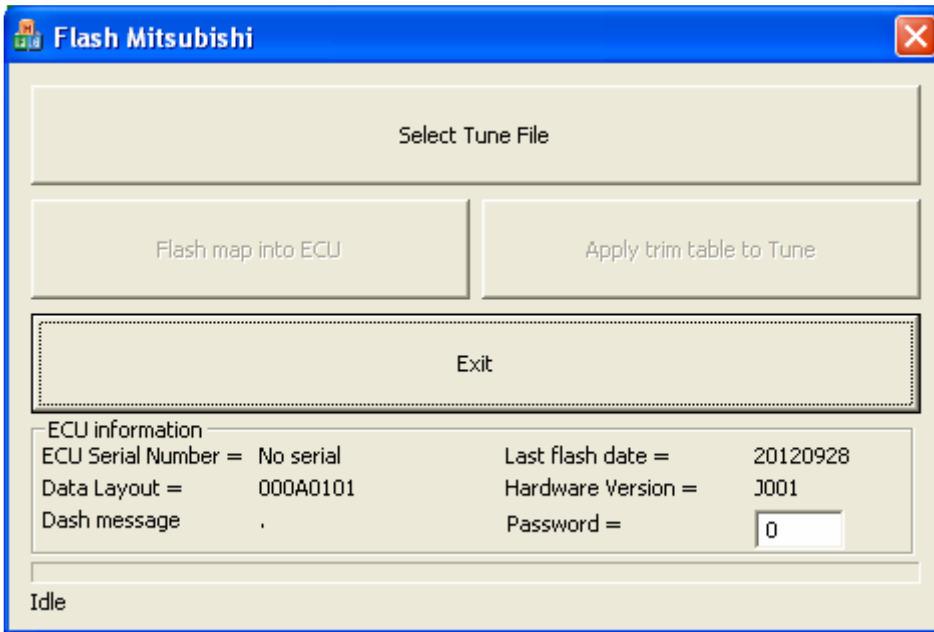 Flash Mitsubishi
Select Tune File
Flash map into ECU
Apply trim table to Tune
Exit
ECU information
ECU Serial Number = No serial
Last flash date = 20120928
Data Layout = 000A0101
Hardware Version = J001
Dash message .
Password = 0
Idle